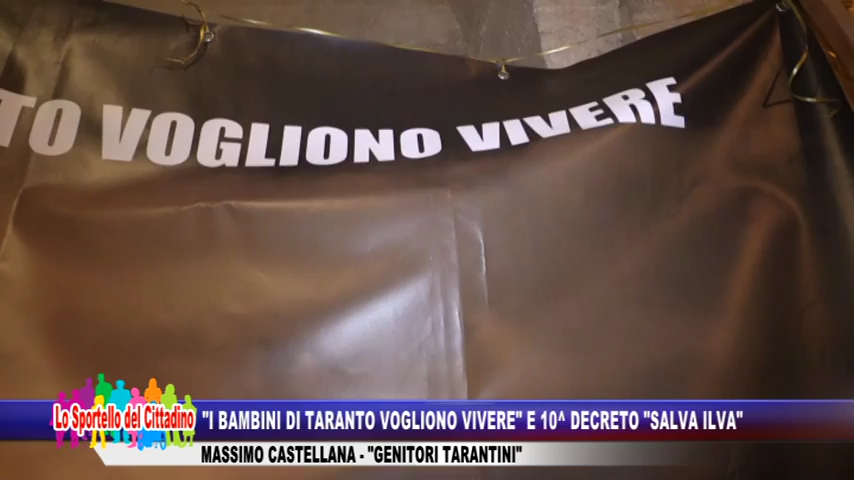 TO VOGLIONO VIVERE
Lo Sportello del Cittadino
"I BAMBINI DI TARANTO VOGLIONO VIVERE" E 10^ DECRETO "SALVA ILVA"
MASSIMO CASTELLANA - "GENITORI TARANTINI"